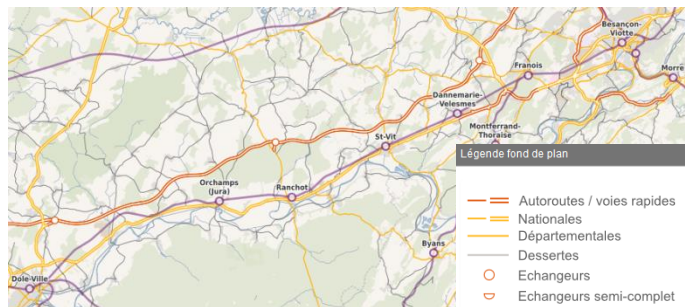 Besançon-
Viotte
Franois
Morre
Dannemarie-
Velesmes
Montferrand-
Thoraise
St-Vit
Orchamps
(Jura)
Ranchot
Byans
Dole-Ville
Légende fond de plan
Autoroutes / voies rapides
Nationales
Départementales
Dessertes
Echangeurs
Echangeurs semi-complet